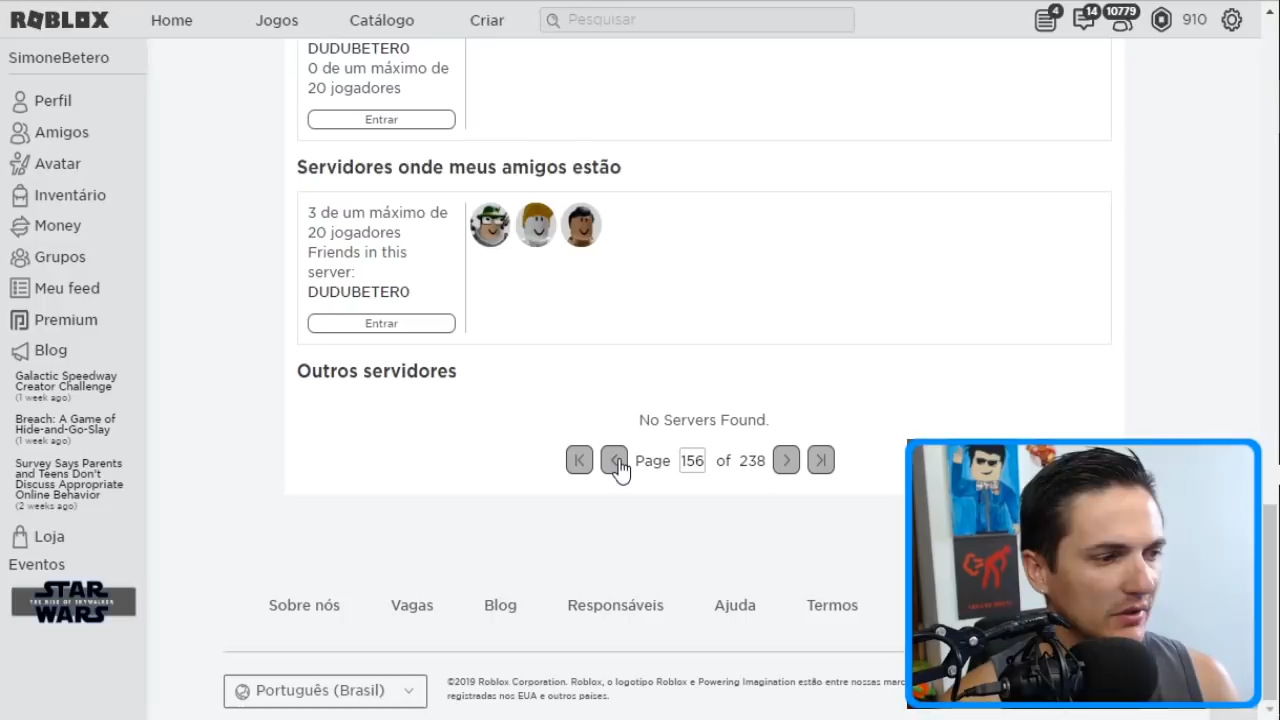 ROBLOX
Home
Jogos
Catálogo
Criar
Pesquisar
4
14
10779
910
SimoneBetero
Perfil
Amigos
Avatar
Inventário
Money
Grupos
Meu feed
Premium
Blog
Galactic Speedway
Creator Challenge
(1 week ago)
Breach: A Game of
Hide-and-Go-Slay
(1 week ago)
Survey Says Parents
and Teens Don't
Discuss Appropriate
Online Behavior
(2 weeks ago)
Loja
Eventos
STAR
THE RISE OF SKYWALKER
WARS
DUDUBETER0
0 de um máximo de
20 jogadores
Entrar
Servidores onde meus amigos estão
3 de um máximo de
20 jogadores
Friends in this
server:
DUDUBETER0
Entrar
Outros servidores
No Servers Found.
Page 156 of 238
Sobre nós
Vagas
Blog
Responsáveis
Ajuda
Termos
Português (Brasil)
©2019 Roblox Corporation. Roblox, o logotipo Roblox e Powering Imagination estão entre nossas
registradas nos EUA e outros países.